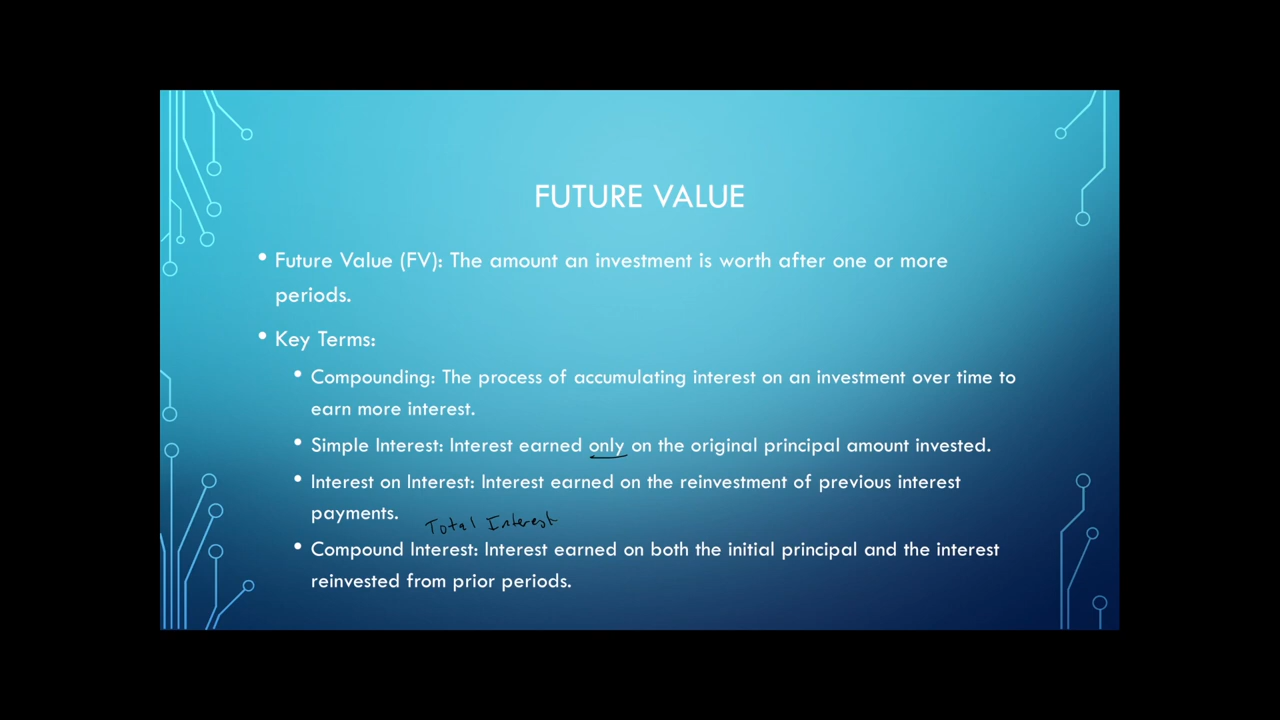 FUTURE VALUE
• Future Value (FV): The amount an investment is worth after one or more
periods.
• Key Terms:
• Compounding: The process of accumulating interest on an investment over time to
earn more interest.
• Simple Interest: Interest earned only on the original principal amount invested.
• Interest on Interest: Interest earned on the reinvestment of previous interest
payments.
Total Interest
• Compound Interest: Interest earned on both the initial principal and the interest
reinvested from prior periods.